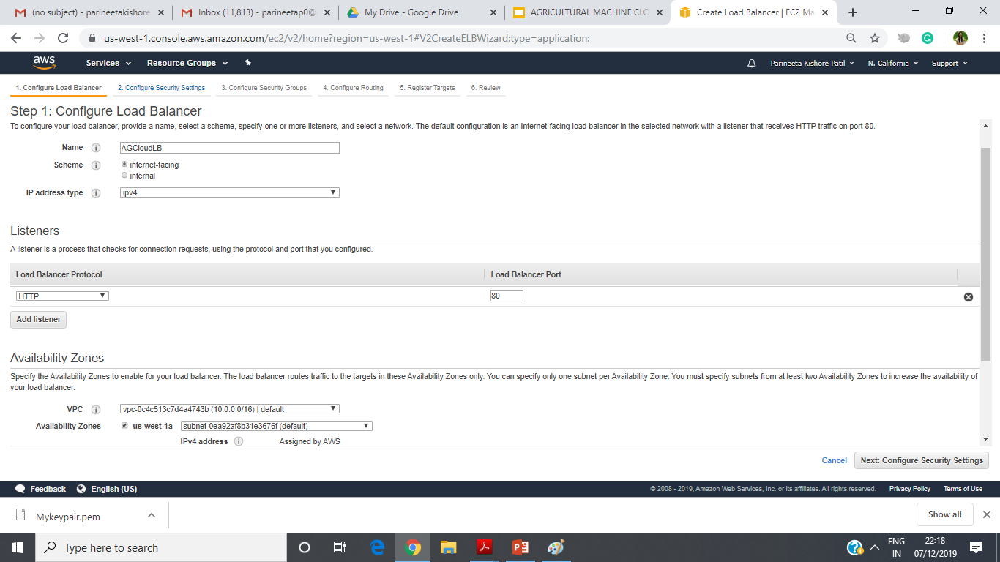 (no subject) - parineetakishore
Inbox (11,813) - parineetap0@
My Drive - Google Drive
AGRICULTURAL MACHINE CLO
Create Load Balancer | EC2 Ma
us-west-1.console.aws.amazon.com/ec2/v2/home?region=us-west-1#V2CreateELBWizard:type=application:
aws Services Resource Groups Parineeta Kishore Patil N. California Support
1. Configure Load Balancer 2. Configure Security Settings 3. Configure Security Groups 4. Configure Routing 5. Register Targets 6. Review
Step 1: Configure Load Balancer
To configure your load balancer, provide a name, select a scheme, specify one or more listeners, and select a network. The default configuration is an Internet-facing load balancer in the selected network with a listener that receives HTTP traffic on port 80.
Name i AGCloudLB
Scheme i internet-facing
internal
IP address type i ipv4
Listeners
A listener is a process that checks for connection requests, using the protocol and port that you configured.
Load Balancer Protocol Load Balancer Port
HTTP 80
Add listener
Availability Zones
Specify the Availability Zones to enable for your load balancer. The load balancer routes traffic to the targets in these Availability Zones only. You can specify only one subnet per Availability Zone. You must specify subnets from at least two Availability Zones to increase the availability of
your load balancer.
VPC i vpc-0c4c513c7d4a4743b (10.0.0.0/16) | default
Availability Zones us-west-1a subnet-0ea92af8b31e3676f (default)
IPv4 address i Assigned by AWS
Cancel Next: Configure Security Settings
Feedback English (US) © 2008 - 2019, Amazon Web Services, Inc. or its affiliates. All rights reserved. Privacy Policy Terms of Use
Mykeypair.pem Show all
Type here to search
ENG 22:18
IN 07/12/2019